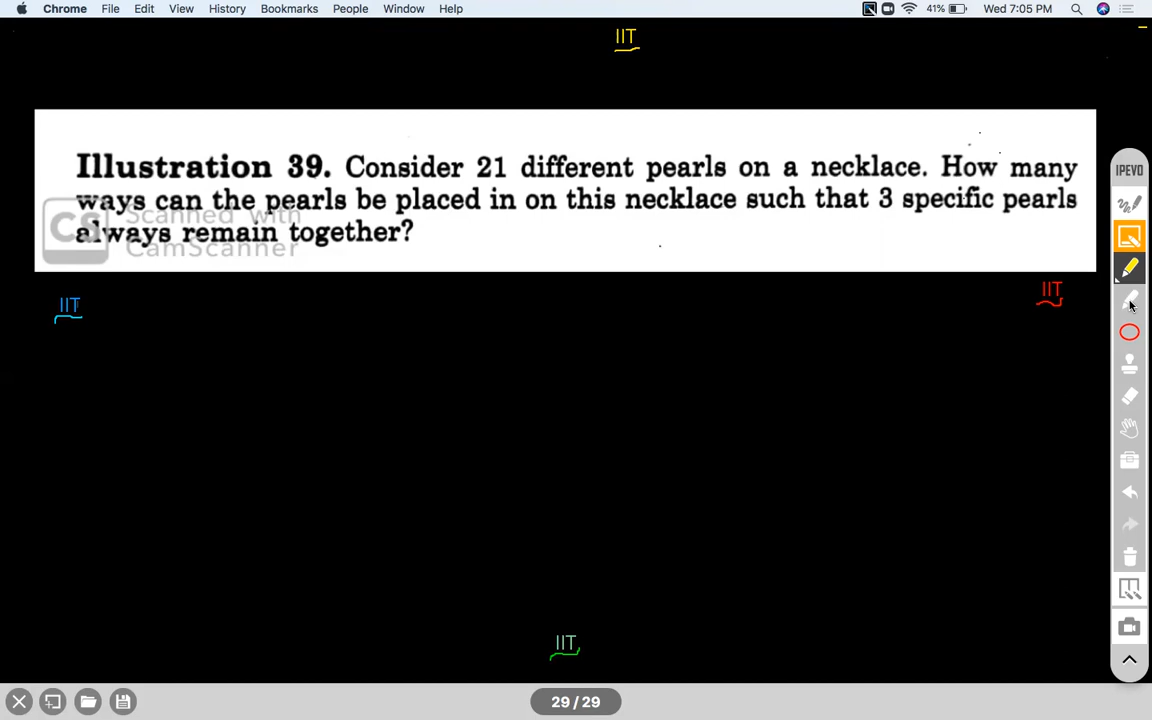 Chrome File Edit View History Bookmarks People Window Help 41% Wed 7:05 PM
IIT
IPEVO
Illustration 39. Consider 21 different pearls on a necklace. How many
ways can the pearls be placed in on this necklace such that 3 specific pearls
always remain together?
CS Scanned with
CamScanner
IIT
IIT
IIT
29 / 29